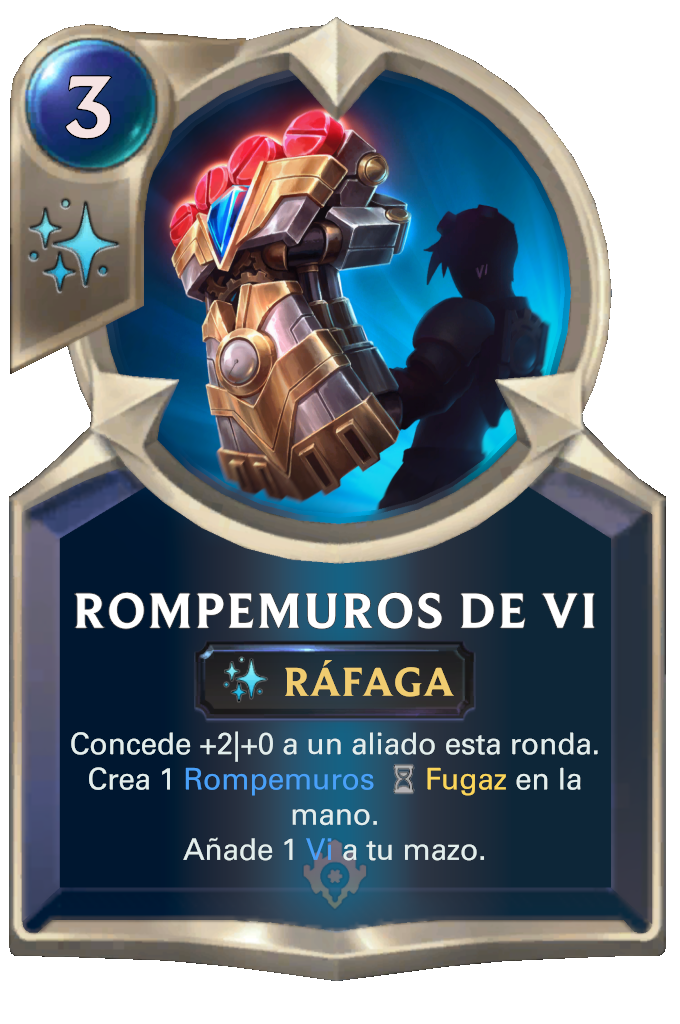 3
Vi
ROMPEMUROS DE VI
RÁFAGA
Concede +2|+0 a un aliado esta ronda.
Crea 1 Rompemuros Fugaz en la
mano.
Añade 1 Vi a tu mazo.